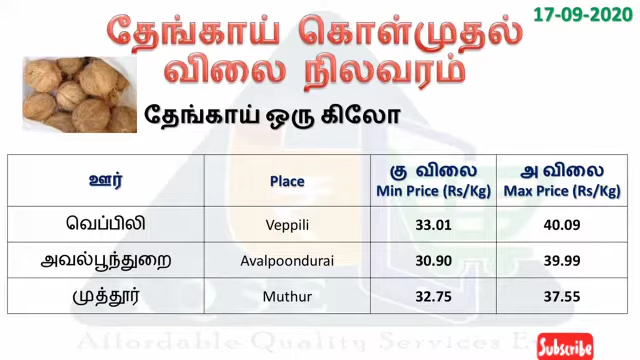 17-09-2020
தேங்காய் கொள்முதல்
விலை நிலவரம்
தேங்காய் ஒரு கிலோ
ஊர் Place கு விலை Min Price (Rs/Kg) அ விலை Max Price (Rs/Kg)
வெப்பிலி Veppili 33.01 40.09
அவல்பூந்துறை Avalpoondurai 30.90 39.99
முத்தூர் Muthur 32.75 37.55
Affordable Quality Services E
Subscribe